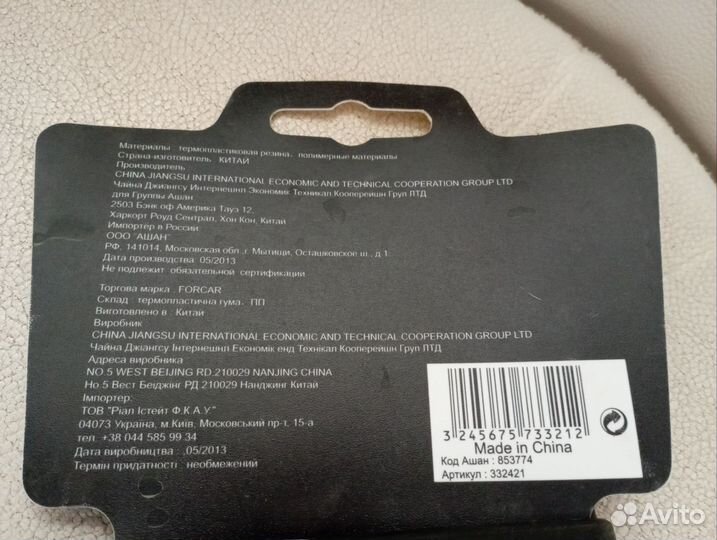 Материалы : термопластиковая резина, полимерные материалы
Страна-изготовитель : КИТАЙ
Производитель :
CHINA JIANGSU INTERNATIONAL ECONOMIC AND TECHNICAL COOPERATION GROUP LTD
Чайна Джиангсу Интернешнл Экономик Техникал Коопереишн Груп ЛТД
для Группы Ашан
2503 Бэнк оф Америка Тауэ 12,
Харкорт Роуд Сентрал, Хон Кон, Китай
Импортер в России
ООО "АШАН"
РФ, 141014, Московская обл.,г. Мытищи, Осташковское ш., д.1
Дата производства: 05/2013
Не подлежит обязательной сертификации
Торгова марка : FORCAR
Склад : термопластична гума, ПП
Виготовлено в : Китаи
Виробник
CHINA JIANGSU INTERNATIONAL ECONOMIC AND TECHNICAL COOPERATION GROUP LTD
Чайна Джіангсу Інтернешнл Економік енд Технікал Кооперейшн Груп ЛТД
Адреса виробника
NO.5 WEST BEIJING RD.210029 NANJING CHINA
Но.5 Вест Беіджінг РД 210029 Нанджинг Китай
Імпортер:
ТОВ "Ріал Істейт Ф.К.А.У."
04073 Україна, м.Київ, Московський пр-т. 15-а
тел. +38 044 585 99 34
Дата виробництва : ,05/2013
Термін придатності : необмежений
3 245675 733212
Made in China
Код Ашан : 853774
Артикул : 332421
Avito